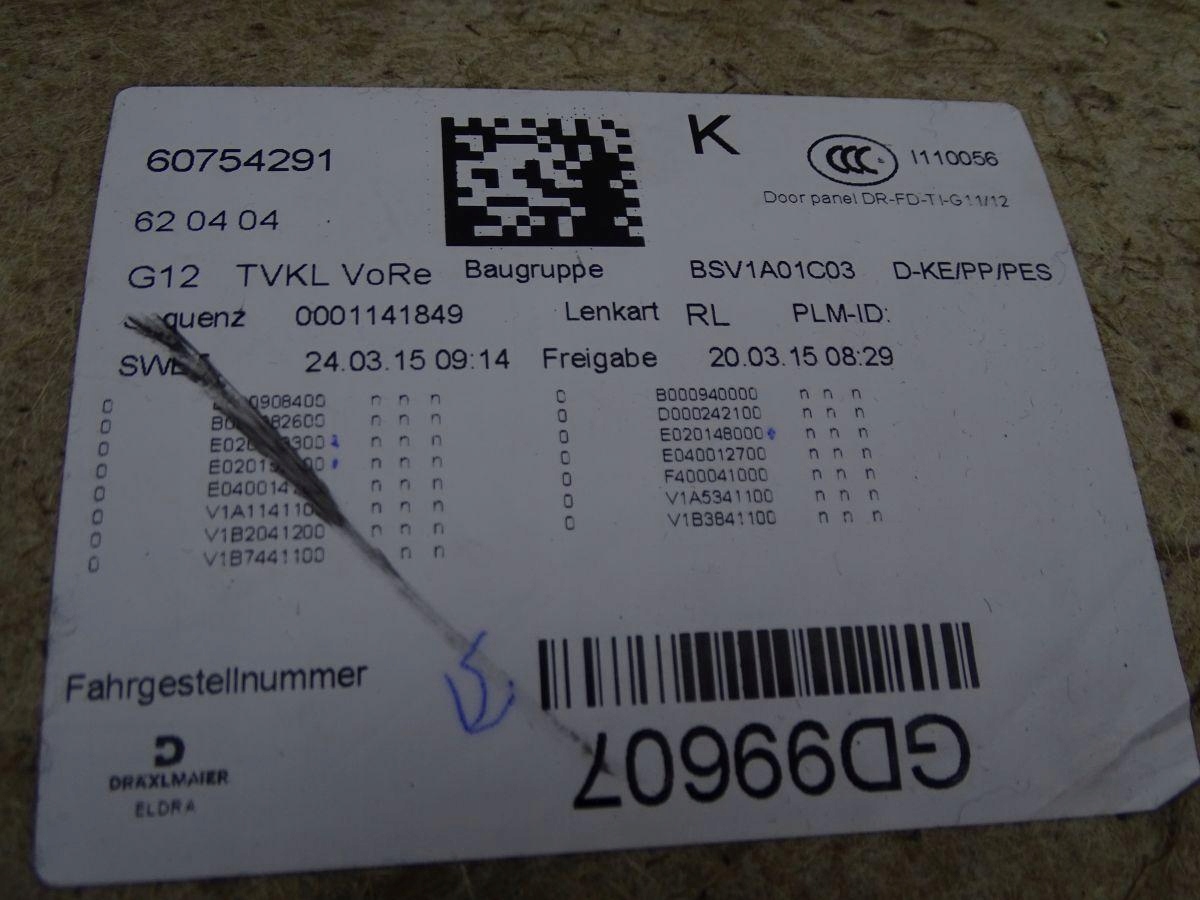 K
60754291
CCC I110056
Door panel DR-FD-TI-G11/12
62 04 04
G12 TVKL VoRe Baugruppe BSV1A01C03 D-KE/PP/PES
0001141849 Lenkart RL PLM-ID:
24.03.15 09:14 Freigabe 20.03.15 08:29
0 n n n 0 B000940000 n n n
0 n n n 0 D000242100 n n n
0 n n n 0 E020148000 n n n
0 n n n 0 E040012700 n n n
0 n n n 0 F400041000 n n n
0 n n n 0 V1A5341100 n n n
0 V1B2041200 n n n 0 V1B3841100 n n n
0 V1B7441100 n n
Fahrgestellnummer
GD99607
DRÄXLMAIER
ELDRA